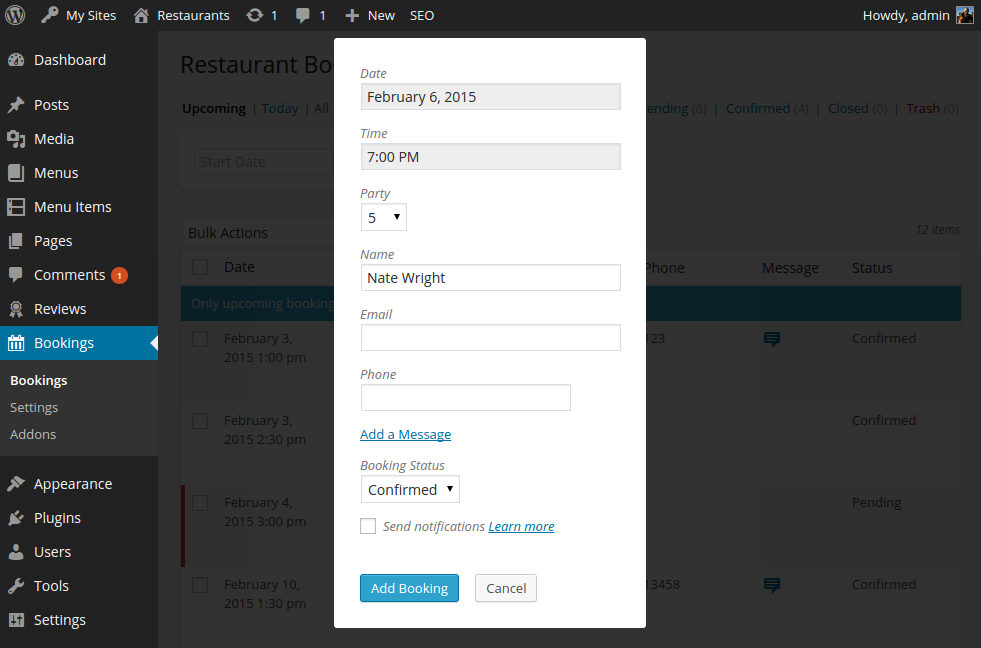 My Sites Restaurants 1 1 New SEO Howdy, admin
Dashboard
Posts
Media
Menus
Menu Items
Pages
Comments 1
Reviews
Bookings
Bookings
Settings
Addons
Appearance
Plugins
Users
Tools
Settings
Restaurant Bo
Upcoming | Today | All
ending (8) | Confirmed (4) | Closed (0) | Trash (0)
Start Date
Bulk Actions
12 items
Date Phone Message Status
Only upcoming booking
February 3, 123 Confirmed
2015 1:00 pm
February 3, Confirmed
2015 2:30 pm
February 4, Pending
2015 3:00 pm
February 10, 13458 Confirmed
2015 1:30 pm
Date
February 6, 2015
Time
7:00 PM
Party
5
Name
Nate Wright
Email
Phone
Add a Message
Booking Status
Confirmed
Send notifications Learn more
Add Booking Cancel